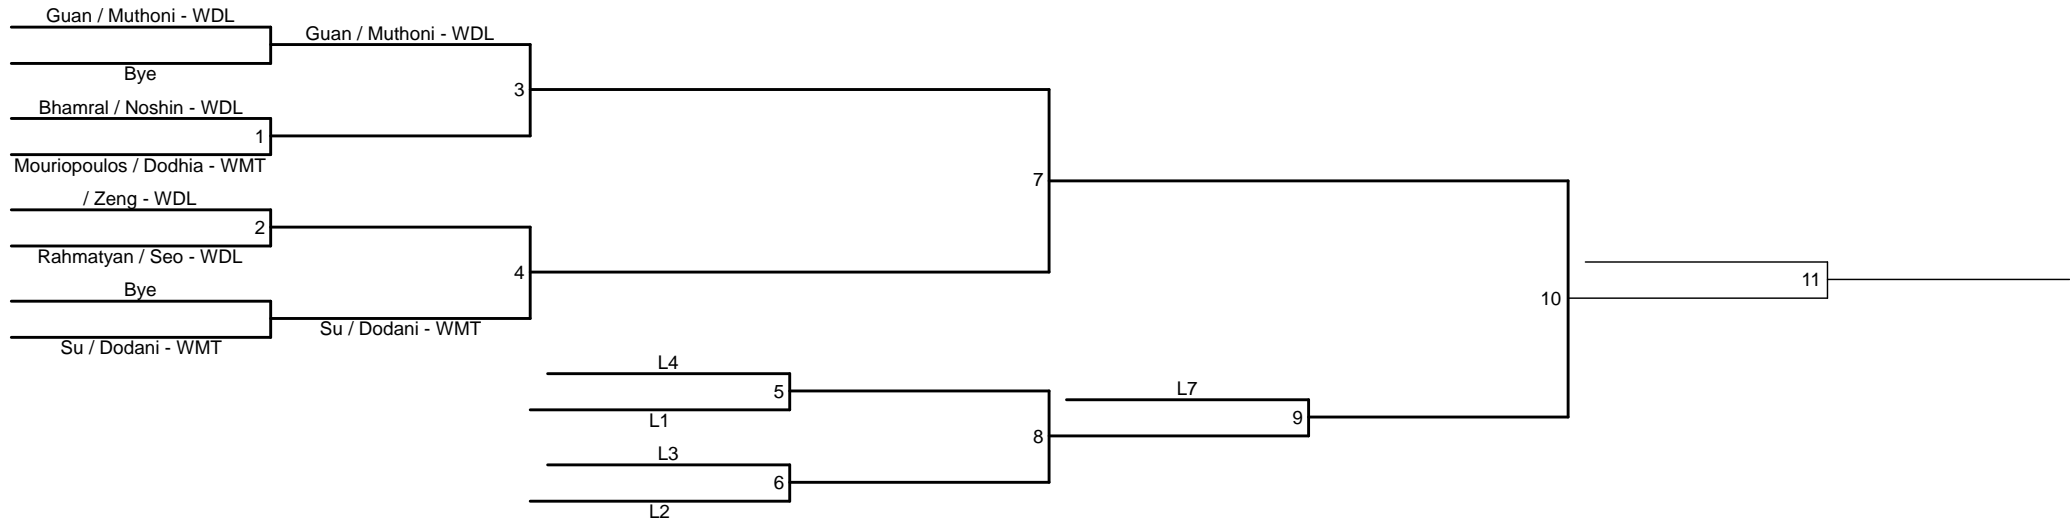 Guan / Muthoni - WDL
Guan / Muthoni - WDL
Bye
3
Bhamral / Noshin - WDL
1
Mouriopoulos / Dodhia - WMT
7
/ Zeng - WDL
2
Rahmatyan / Seo - WDL
4
Bye
Su / Dodani - WMT
Su / Dodani - WMT
11
10
L4
5
L1
L7
9
8
L3
6
L2